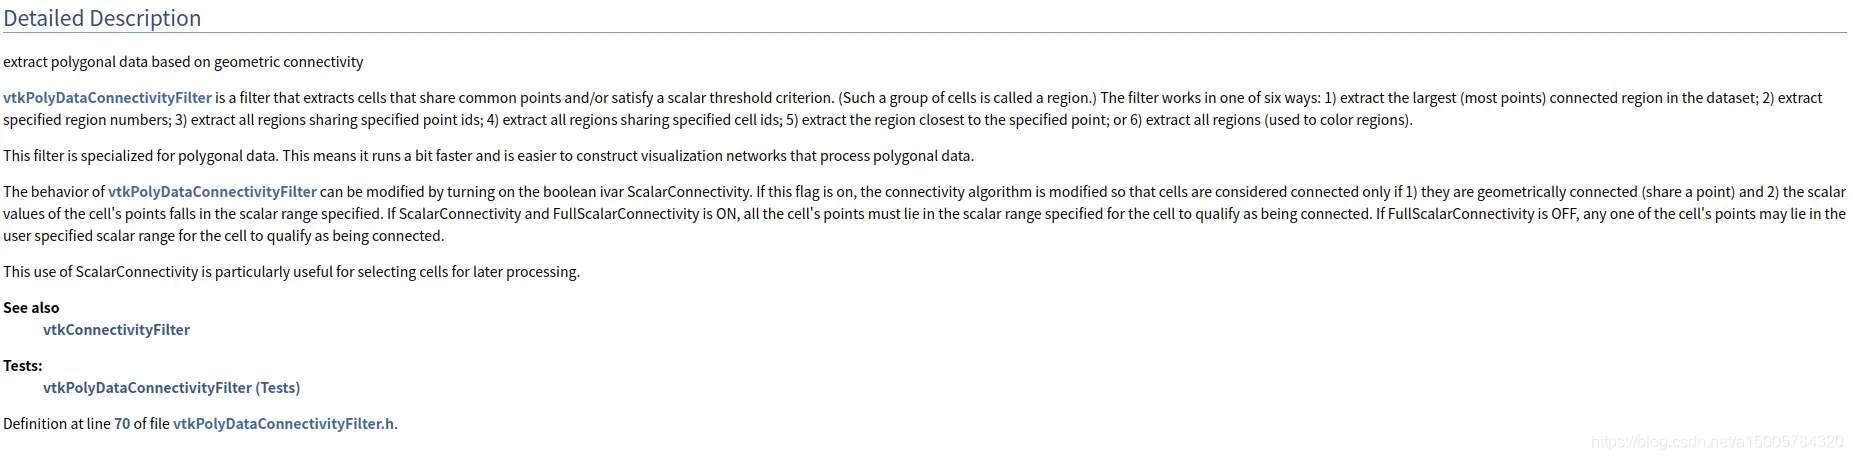 Detailed Description
extract polygonal data based on geometric connectivity
vtkPolyDataConnectivityFilter is a filter that extracts cells that share common points and/or satisfy a scalar threshold criterion. (Such a group of cells is called a region.) The filter works in one of six ways: 1) extract the largest (most points) connected region in the dataset; 2) extract
specified region numbers; 3) extract all regions sharing specified point ids; 4) extract all regions sharing specified cell ids; 5) extract the region closest to the specified point; or 6) extract all regions (used to color regions).
This filter is specialized for polygonal data. This means it runs a bit faster and is easier to construct visualization networks that process polygonal data.
The behavior of vtkPolyDataConnectivityFilter can be modified by turning on the boolean ivar ScalarConnectivity. If this flag is on, the connectivity algorithm is modified so that cells are considered connected only if 1) they are geometrically connected (share a point) and 2) the scalar
values of the cell's points falls in the scalar range specified. If ScalarConnectivity and FullScalarConnectivity is ON, all the cell's points must lie in the scalar range specified for the cell to qualify as being connected. If FullScalarConnectivity is OFF, any one of the cell's points may lie in the
user specified scalar range for the cell to qualify as being connected.
This use of ScalarConnectivity is particularly useful for selecting cells for later processing.
See also
vtkConnectivityFilter
Tests:
vtkPolyDataConnectivityFilter (Tests)
Definition at line 70 of file vtkPolyDataConnectivityFilter.h.
https://blog.csdn.net/a15005784320